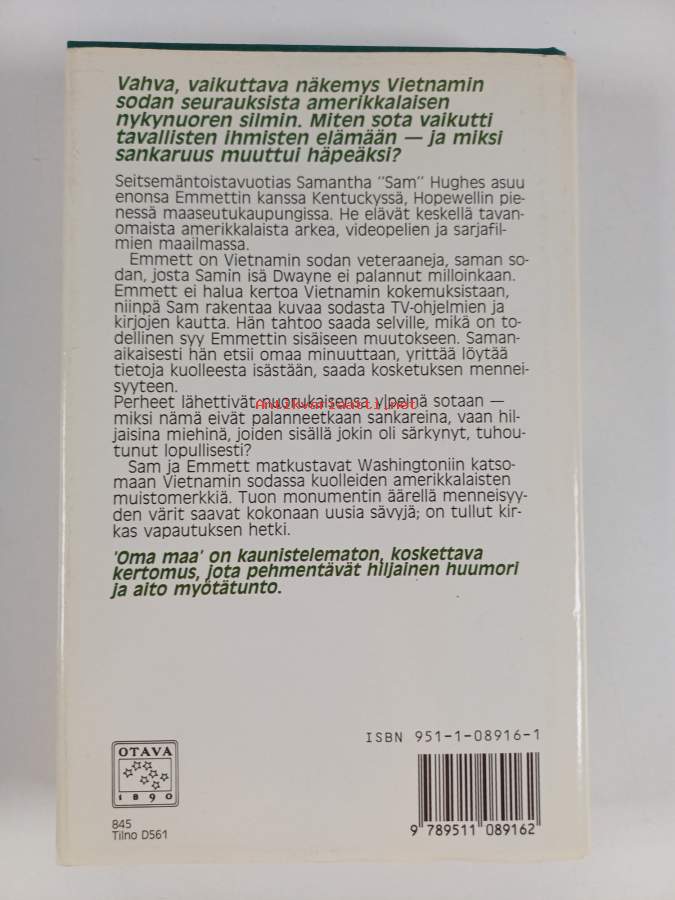 Vahva, vaikuttava näkemys Vietnamin
sodan seurauksista amerikkalaisen
nykynuoren silmin. Miten sota vaikutti
tavallisten ihmisten elämään — ja miksi
sankaruus muuttui häpeäksi?
Seitsemäntoistavuotias Samantha "Sam" Hughes asuu
enonsa Emmettin kanssa Kentuckyssä, Hopewellin pie-
nessä maaseutukaupungissa. He elävät keskellä tavan-
omaista amerikkalaista arkea, videopelien ja sarjafil-
mien maailmassa.
Emmett on Vietnamin sodan veteraaneja, saman so-
dan, josta Samin isä Dwayne ei palannut milloinkaan.
Emmett ei halua kertoa Vietnamin kokemuksistaan,
niinpä Sam rakentaa kuvaa sodasta TV-ohjelmien ja
kirjojen kautta. Hän tahtoo saada selville, mikä on to-
dellinen syy Emmettin sisäiseen muutokseen. Saman-
aikaisesti hän etsii omaa minuuttaan, yrittää löytää
tietoja kuolleesta isästään, saada kosketuksen mennei-
syyteen.
Perheet lähettivät nuorukaisensa ylpeinä sotaan —
Antikvariaatti.net
miksi nämä eivät palanneetkaan sankareina, vaan hil-
jaisina miehinä, joiden sisällä jokin oli särkynyt, tuhou-
tunut lopullisesti?
Sam ja Emmett matkustavat Washingtoniin katso-
maan Vietnamin sodassa kuolleiden amerikkalaisten
muistomerkkiä. Tuon monumentin äärellä menneisyy-
den värit saavat kokonaan uusia sävyjä; on tullut kir-
kas vapautuksen hetki.
'Oma maa' on kaunistelematon, koskettava
kertomus, jota pehmentävät hiljainen huumori
ja aito myötätunto.
ISBN 951-1-08916-1
OTAVA
1890
845
Tilno D561
9 789511 089162